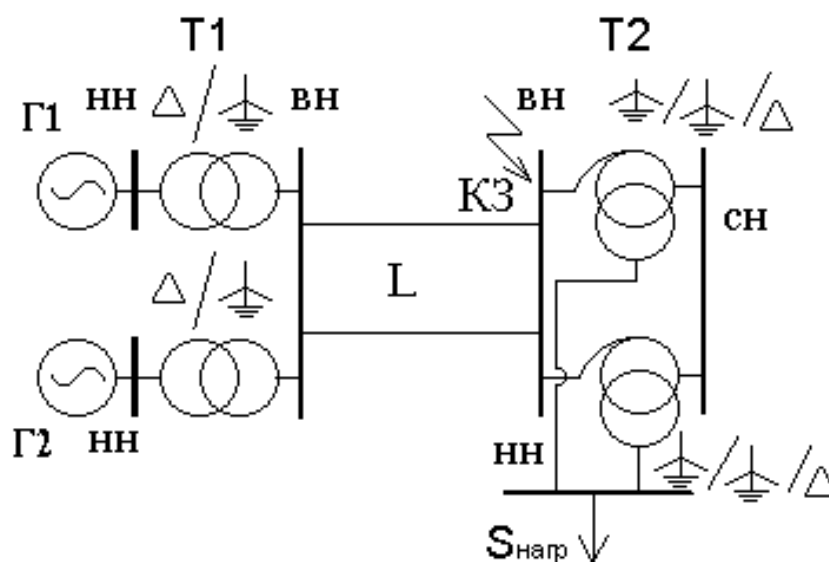 T1 T2
Г1 НН ВН ВН
КЗ СН
L
Г2 НН НН
Sнагр